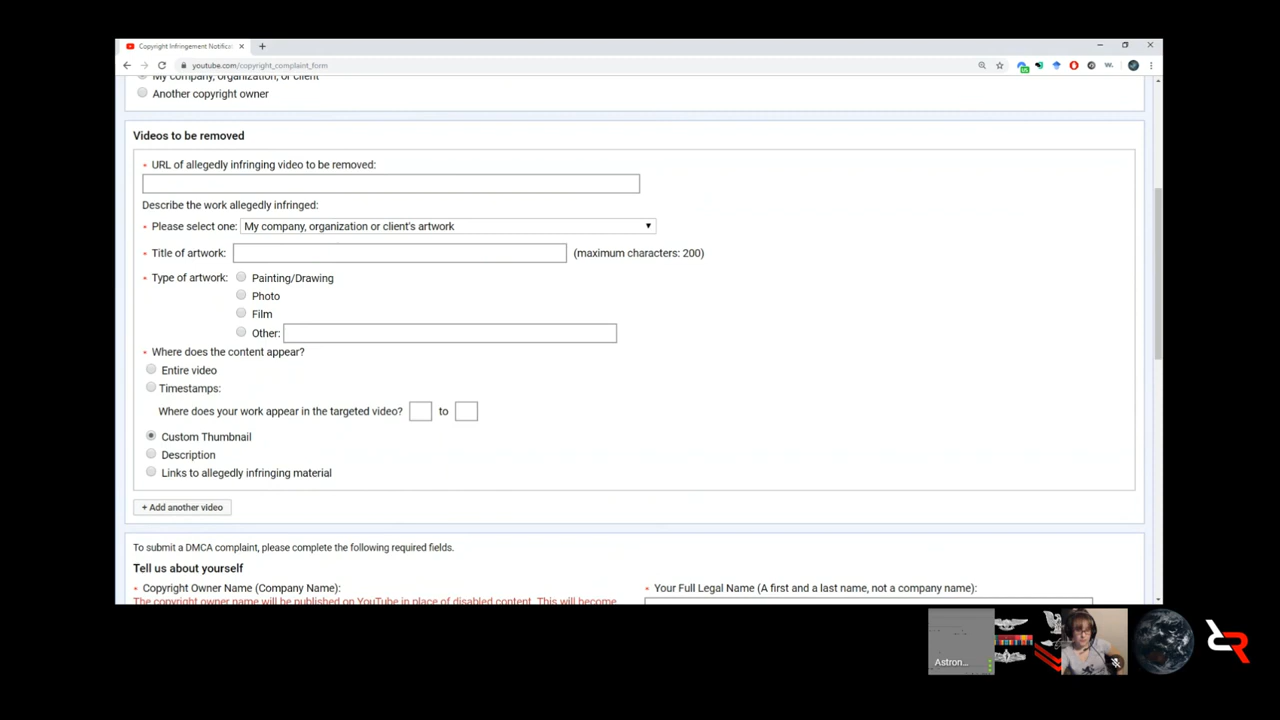 Copyright Infringement Notificat
youtube.com/copyright_complaint_form
My company, organization, or client
Another copyright owner
Videos to be removed
* URL of allegedly infringing video to be removed:
Describe the work allegedly infringed:
* Please select one: My company, organization or client's artwork
* Title of artwork: (maximum characters: 200)
* Type of artwork: Painting/Drawing
Photo
Film
Other:
* Where does the content appear?
Entire video
Timestamps:
Where does your work appear in the targeted video? to
Custom Thumbnail
Description
Links to allegedly infringing material
+ Add another video
To submit a DMCA complaint, please complete the following required fields.
Tell us about yourself
* Copyright Owner Name (Company Name): * Your Full Legal Name (A first and a last name, not a company name):
The copyright owner name will be published on YouTube in place of disabled content. This will become
Astron...